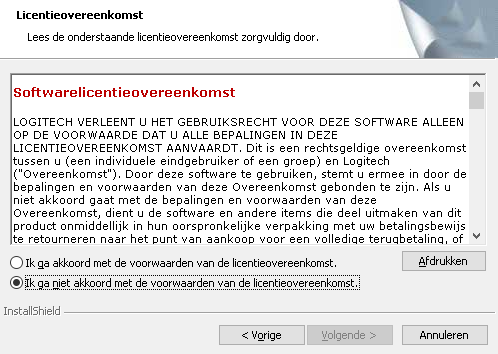 Licentieovereenkomst
Lees de onderstaande licentieovereenkomst zorgvuldig door.
Softwarelicentieovereenkomst
LOGITECH VERLEENT U HET GEBRUIKSRECHT VOOR DEZE SOFTWARE ALLEEN
OP DE VOORWAARDE DAT U ALLE BEPALINGEN IN DEZE
LICENTIEOVEREENKOMST AANVAARDT. Dit is een rechtsgeldige overeenkomst
tussen u (een individuele eindgebruiker of een groep) en Logitech
("Overeenkomst"). Door deze software te gebruiken, stemt u ermee in door de
bepalingen en voorwaarden van deze Overeenkomst gebonden te zijn. Als u
niet akkoord gaat met de bepalingen en voorwaarden van deze
Overeenkomst, dient u de software en andere items die deel uitmaken van dit
product onmiddellijk in hun oorspronkelijke verpakking met uw betalingsbewijs
te retourneren naar het punt van aankoop voor een volledige terugbetaling, of
Ik ga akkoord met de voorwaarden van de licentieovereenkomst.
Afdrukken
Ik ga niet akkoord met de voorwaarden van de licentieovereenkomst.
InstallShield
< Vorige
Volgende >
Annuleren